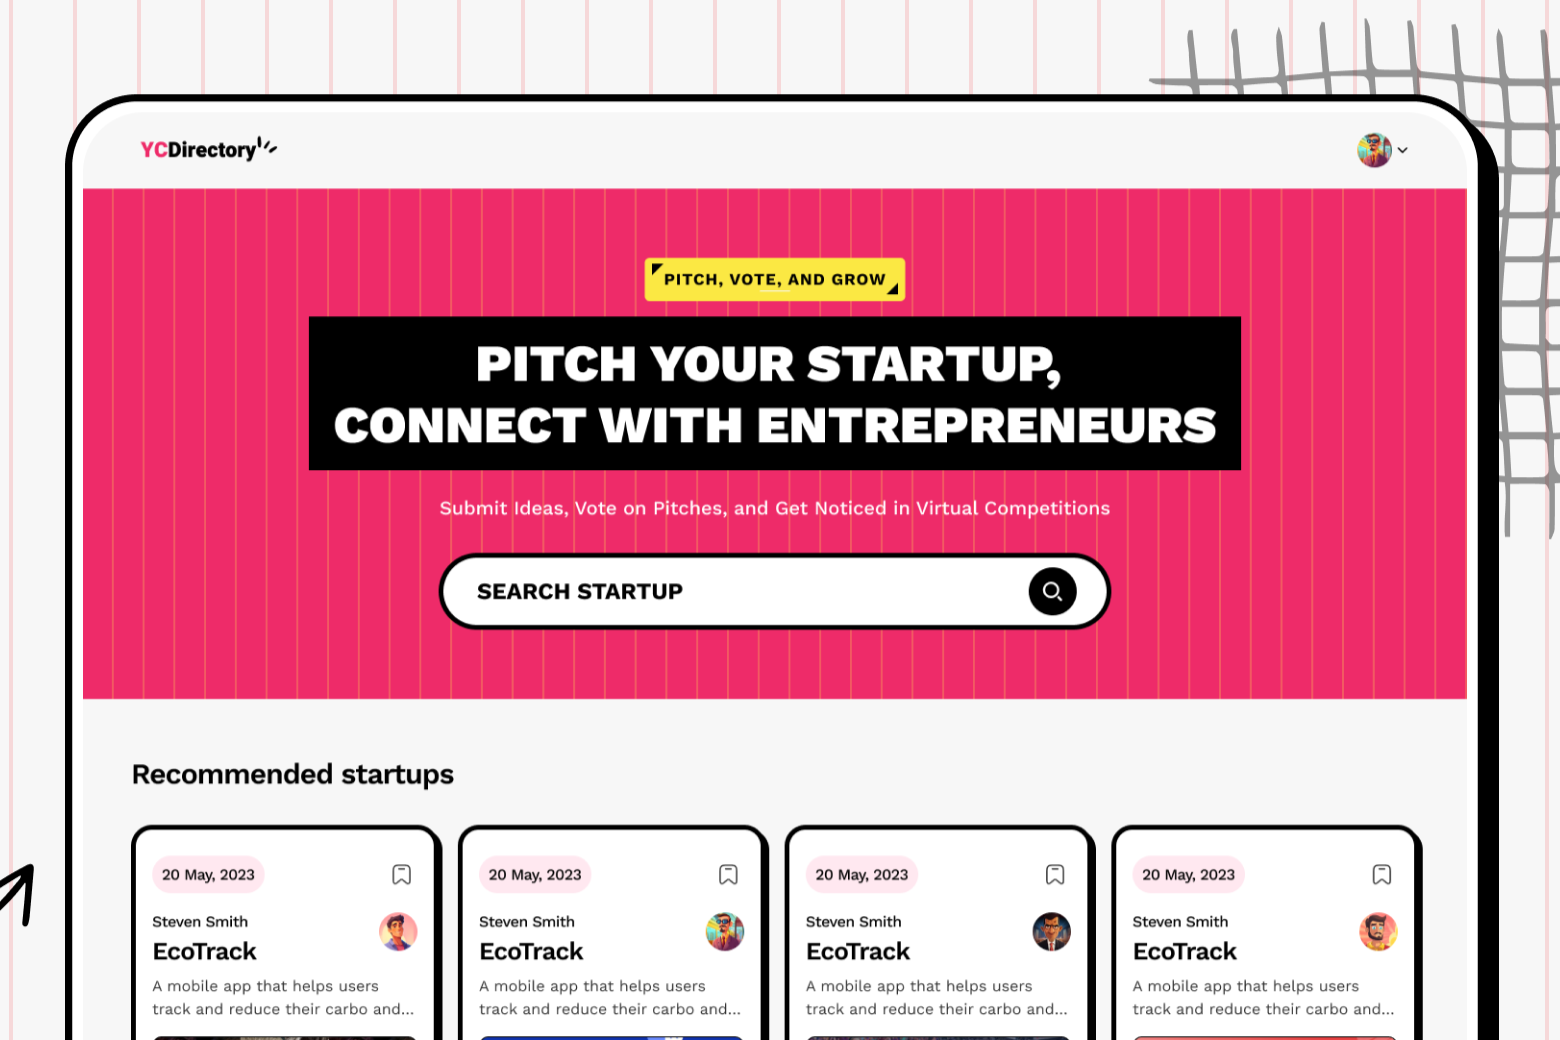 YCDirectory
PITCH, VOTE, AND GROW
PITCH YOUR STARTUP,
CONNECT WITH ENTREPRENEURS
Submit Ideas, Vote on Pitches, and Get Noticed in Virtual Competitions
SEARCH STARTUP
Recommended startups
20 May, 2023
Steven Smith
EcoTrack
A mobile app that helps users
track and reduce their carbo and...
20 May, 2023
Steven Smith
EcoTrack
A mobile app that helps users
track and reduce their carbo and...
20 May, 2023
Steven Smith
EcoTrack
A mobile app that helps users
track and reduce their carbo and...
20 May, 2023
Steven Smith
EcoTrack
A mobile app that helps users
track and reduce their carbo and...